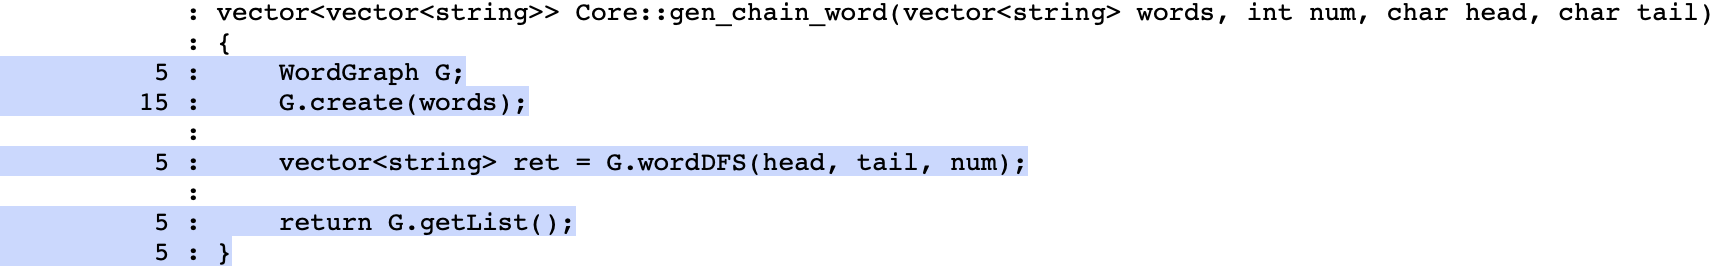 : vector<vector<string>> Core::gen_chain_word(vector<string> words, int num, char head, char tail)
: {
5 :     WordGraph G;
15 :     G.create(words);
:
5 :     vector<string> ret = G.wordDFS(head, tail, num);
:
5 :     return G.getList();
5 : }